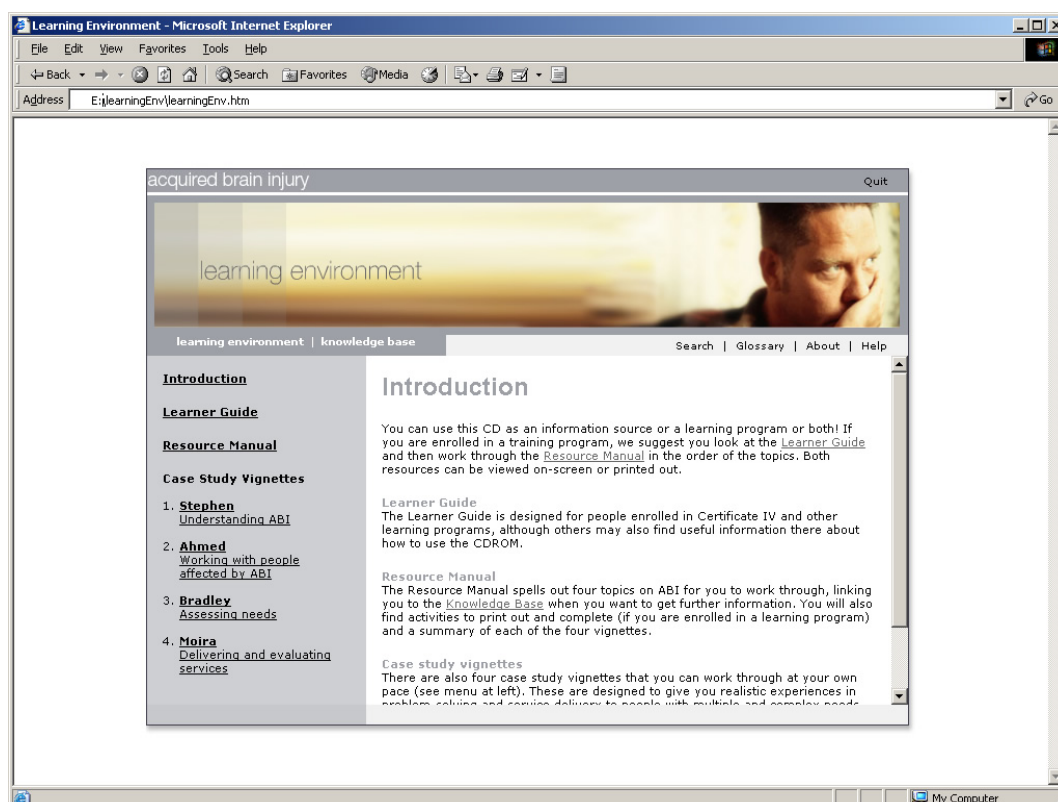 Learning Environment - Microsoft Internet Explorer
File Edit View Favorites Tools Help
Back Search Favorites Media
Address E:\learningEnv\learningEnv.htm Go
acquired brain injury Quit
learning environment
learning environment | knowledge base
Search | Glossary | About | Help
Introduction
Learner Guide
Resource Manual
Case Study Vignettes
1. Stephen
Understanding ABI
2. Ahmed
Working with people
affected by ABI
3. Bradley
Assessing needs
4. Moira
Delivering and evaluating
services
Introduction
You can use this CD as an information source or a learning program or both! If
you are enrolled in a training program, we suggest you look at the Learner Guide
and then work through the Resource Manual in the order of the topics. Both
resources can be viewed on-screen or printed out.
Learner Guide
The Learner Guide is designed for people enrolled in Certificate IV and other
learning programs, although others may also find useful information there about
how to use the CDROM.
Resource Manual
The Resource Manual spells out four topics on ABI for you to work through, linking
you to the Knowledge Base when you want to get further information. You will also
find activities to print out and complete (if you are enrolled in a learning program)
and a summary of each of the four vignettes.
Case study vignettes
There are also four case study vignettes that you can work through at your own
pace (see menu at left). These are designed to give you realistic experiences in
problem-solving and service delivery to people with multiple and complex needs.
My Computer